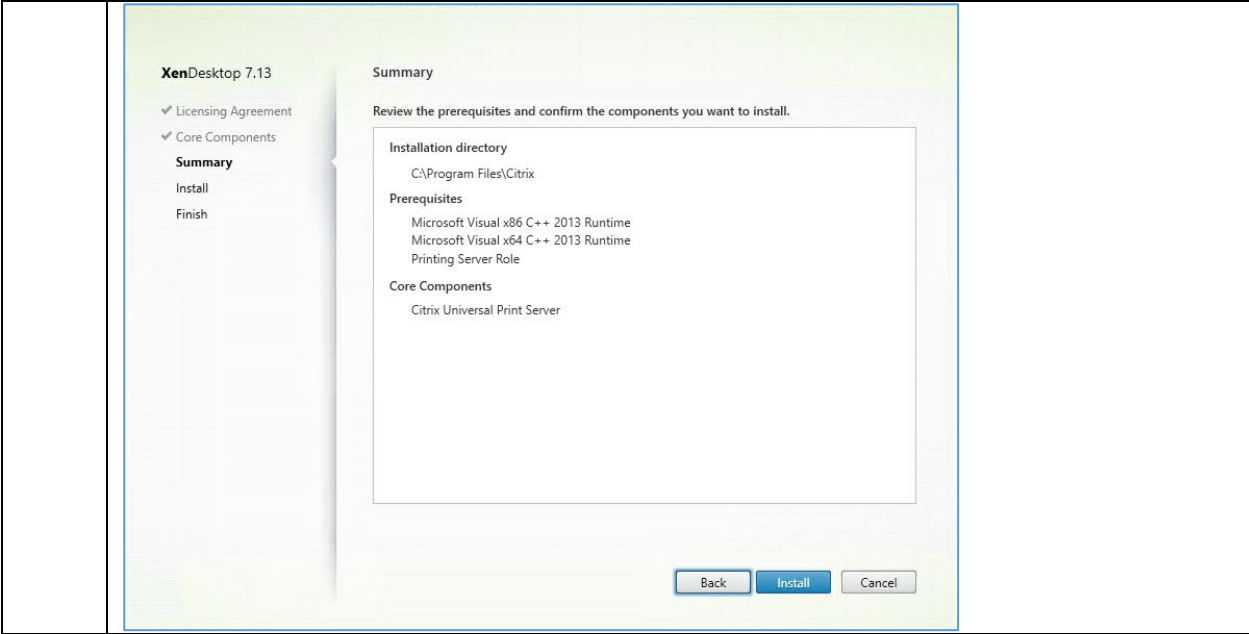 XenDesktop 7.13
Licensing Agreement
Core Components
Summary
Install
Finish
Summary
Review the prerequisites and confirm the components you want to install.
Installation directory
C:\Program Files\Citrix
Prerequisites
Microsoft Visual x86 C++ 2013 Runtime
Microsoft Visual x64 C++ 2013 Runtime
Printing Server Role
Core Components
Citrix Universal Print Server
Back
Install
Cancel